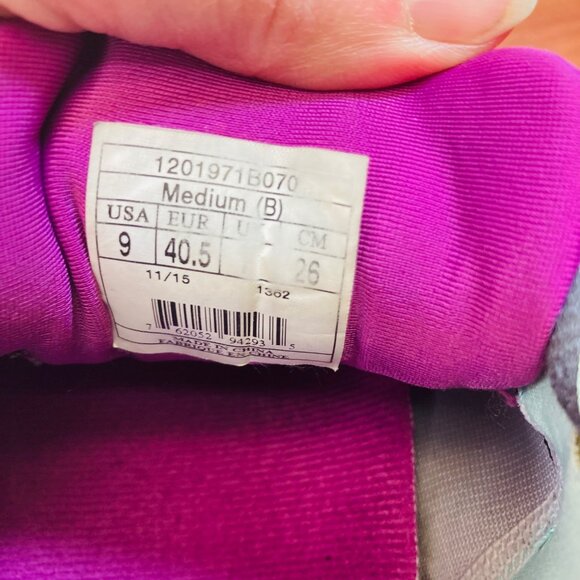 1201971B070
Medium (B)
USA EUR U CM
9 40.5 26
11/15 1362
7 62052 94293 5
MADE IN CHINA
FABRIQUE EN CHINE